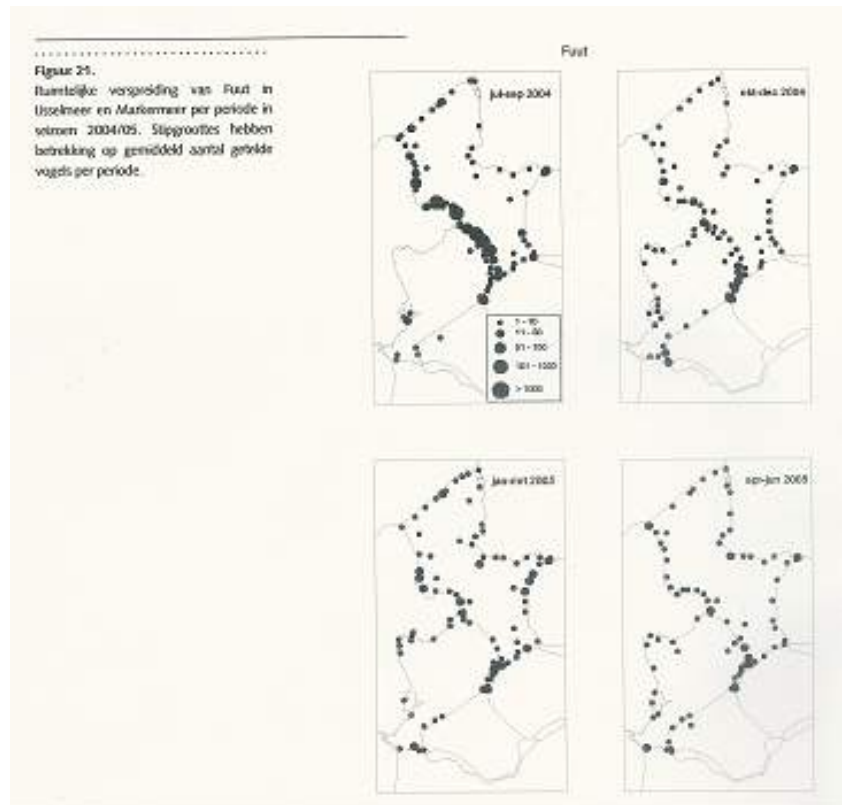 Fuut
Figuur 21.
Ruimtelijke verspreiding van Fuut in
IJsselmeer en Markermeer per periode in
seizoen 2004/05. Stipgroottes hebben
betrekking op gemiddeld aantal getelde
vogels per periode.
jul-sep 2004
okt-dec 2004
1 - 10
11 - 50
51 - 100
101 - 1000
> 1000
jan-mrt 2005
apr-jun 2005